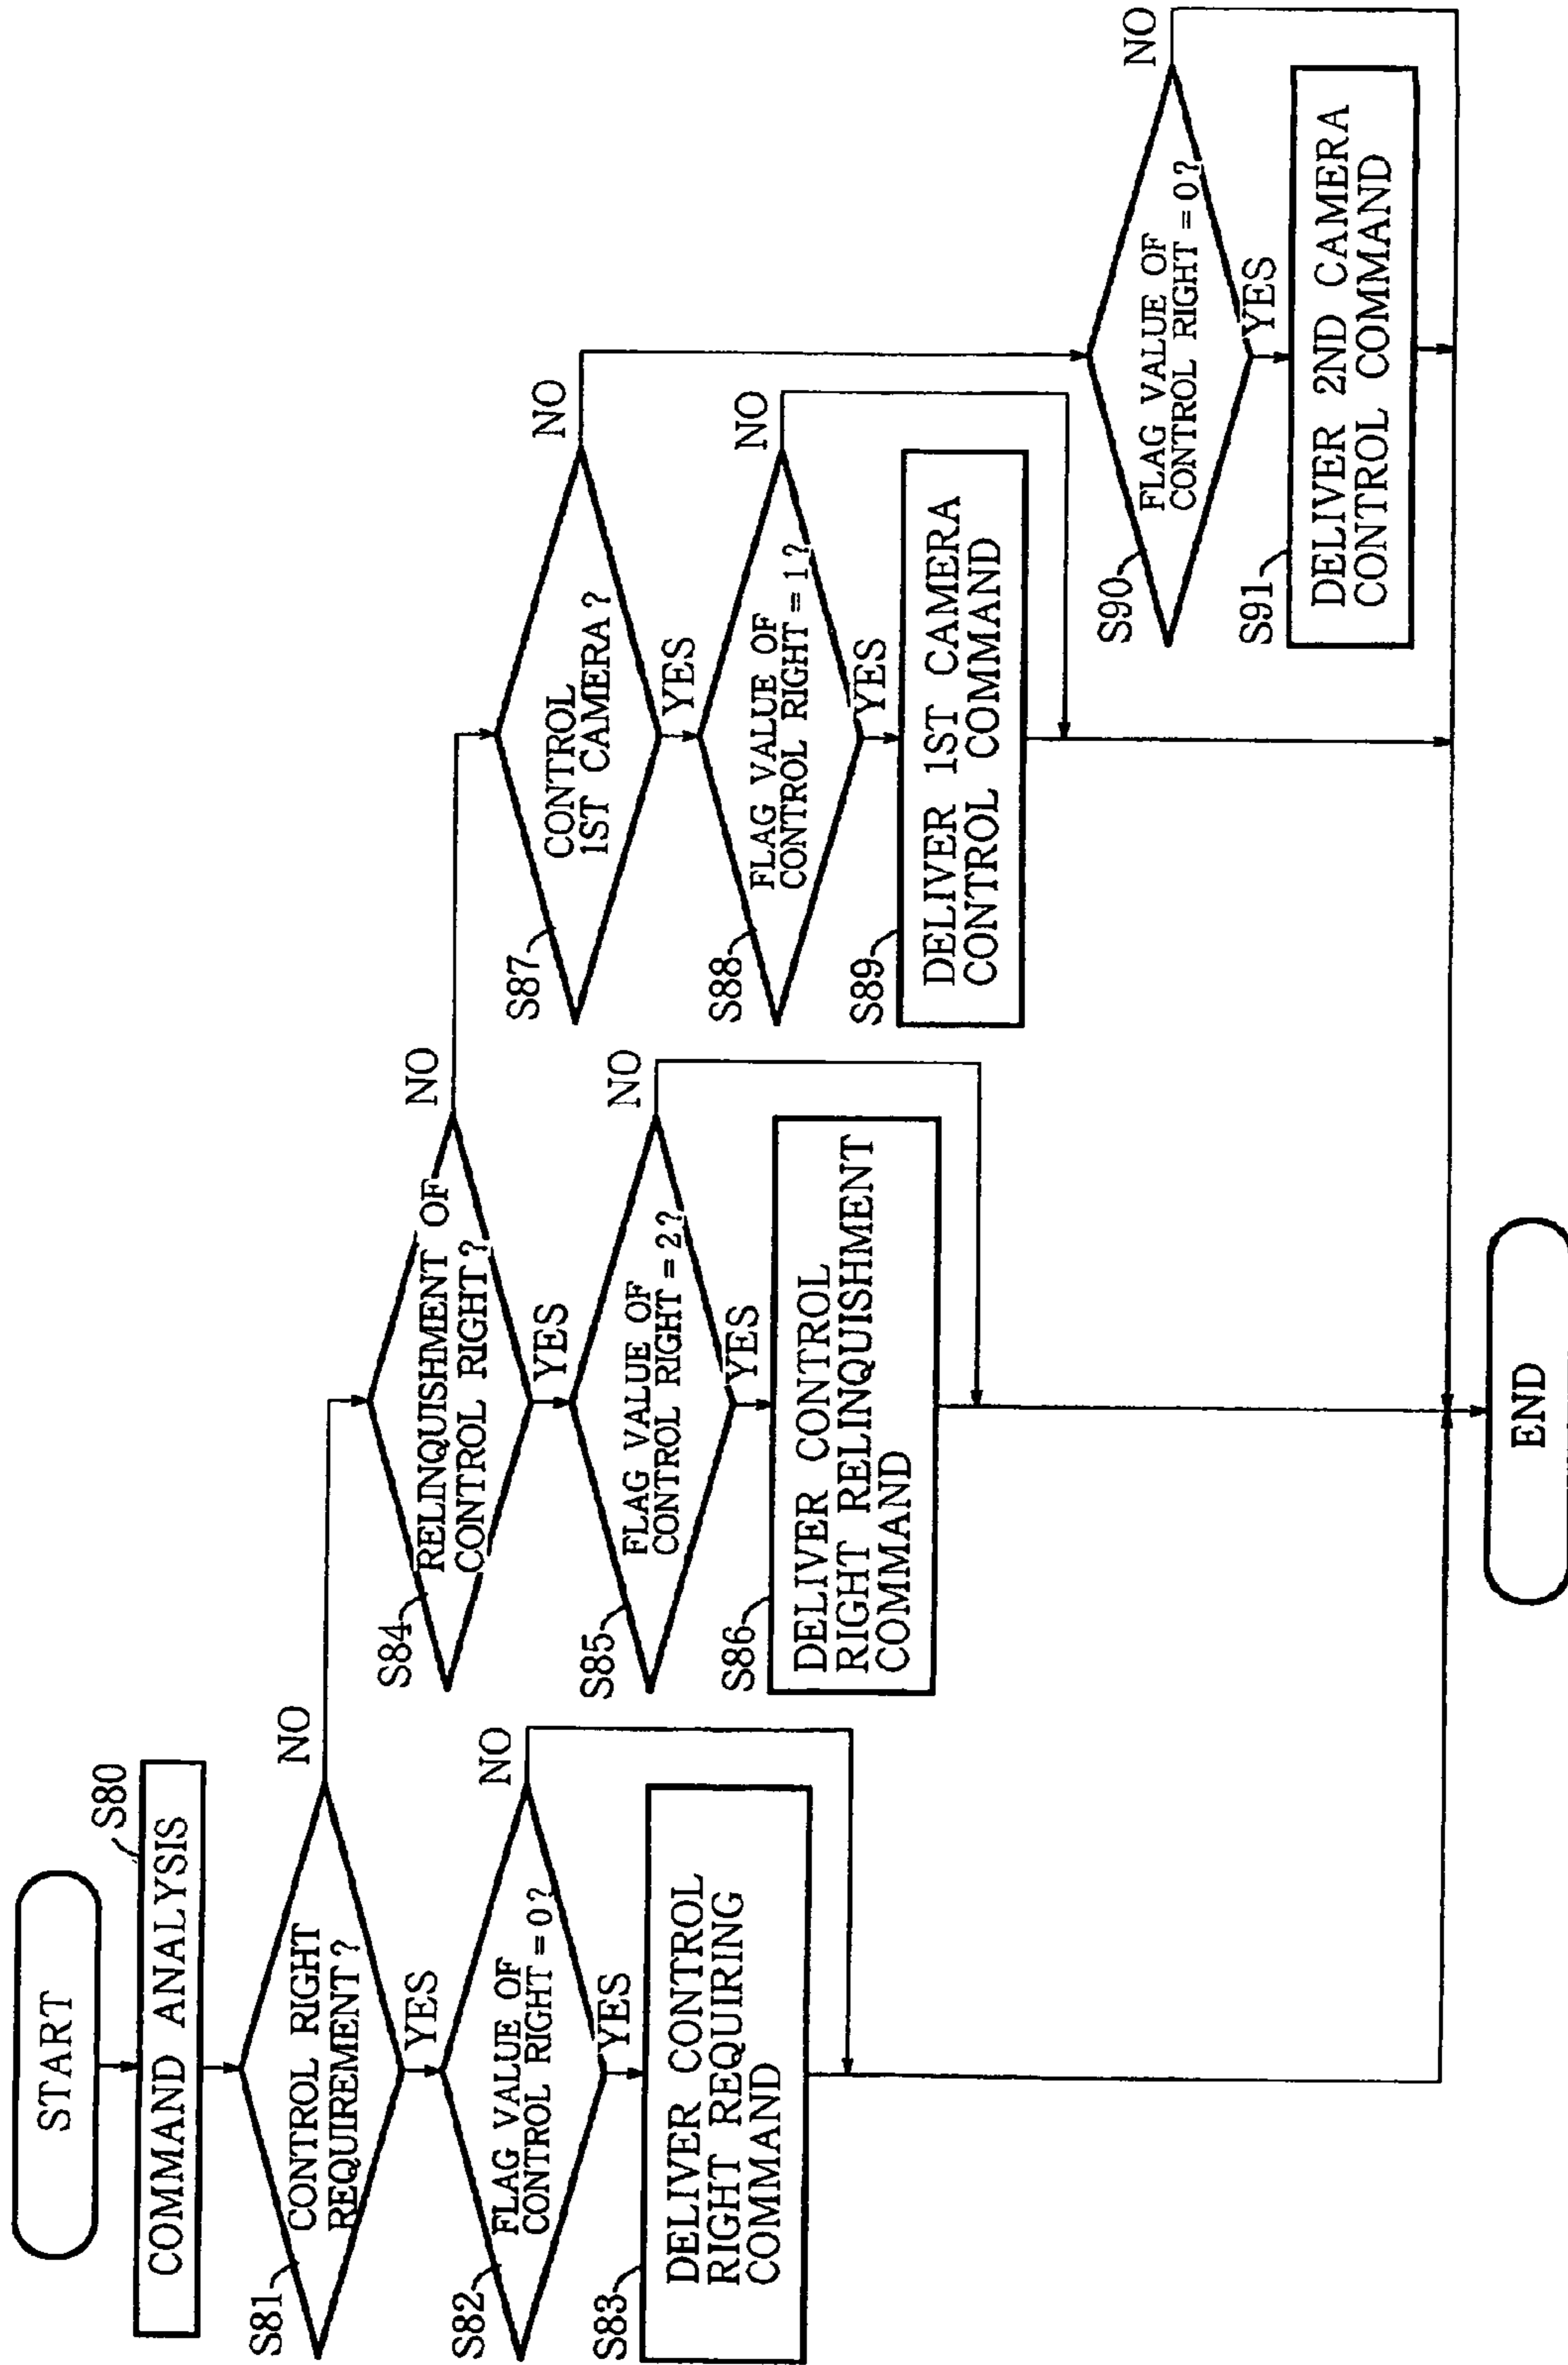 START
S80
COMMAND ANALYSIS
S81
CONTROL RIGHT
REQUIREMENT?
NO
YES
S82
FLAG VALUE OF
CONTROL RIGHT = 0?
NO
YES
S83
DELIVER CONTROL
RIGHT REQUIRING
COMMAND
S84
RELINQUISHMENT OF
CONTROL RIGHT?
NO
YES
S85
FLAG VALUE OF
CONTROL RIGHT = 2?
NO
YES
S86
DELIVER CONTROL
RIGHT RELINQUISHMENT
COMMAND
S87
CONTROL
1ST CAMERA?
NO
YES
S88
FLAG VALUE OF
CONTROL RIGHT = 1?
NO
YES
S89
DELIVER 1ST CAMERA
CONTROL COMMAND
S90
FLAG VALUE OF
CONTROL RIGHT = 0?
NO
YES
S91
DELIVER 2ND CAMERA
CONTROL COMMAND
END